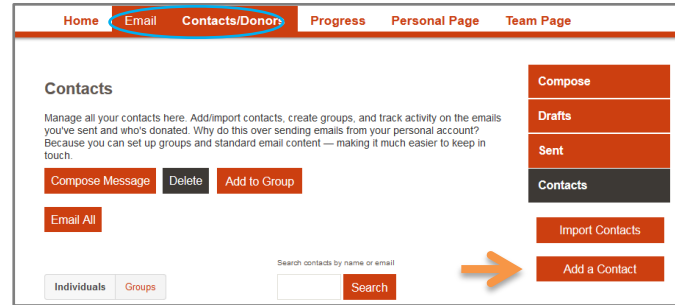 Home Email Contacts/Donors Progress Personal Page Team Page
Contacts
Manage all your contacts here. Add/import contacts, create groups, and track activity on the emails
you've sent and who's donated. Why do this over sending emails from your personal account?
Because you can set up groups and standard email content — making it much easier to keep in
touch.
Compose Message Delete Add to Group
Email All
Search contacts by name or email
Individuals Groups Search
Compose
Drafts
Sent
Contacts
Import Contacts
Add a Contact